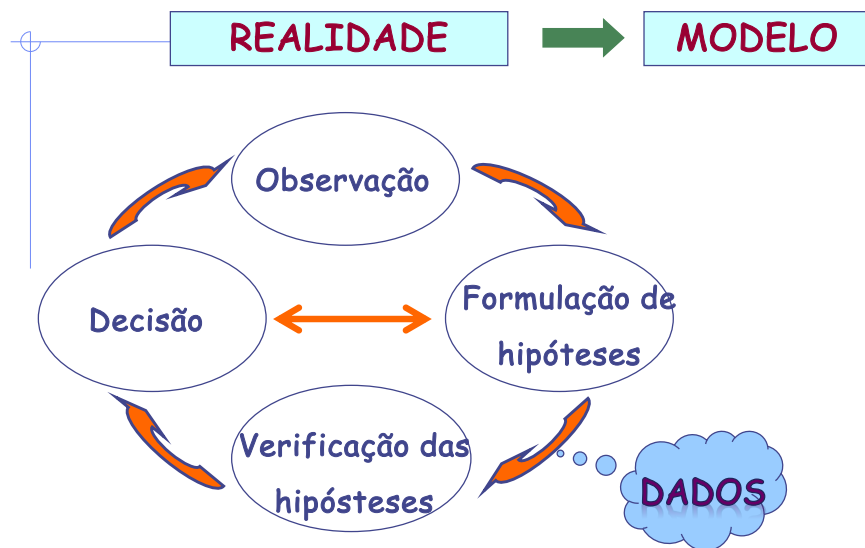 REALIDADE
MODELO
Observação
Decisão
Formulação de
hipóteses
Verificação das
hipósteses
DADOS